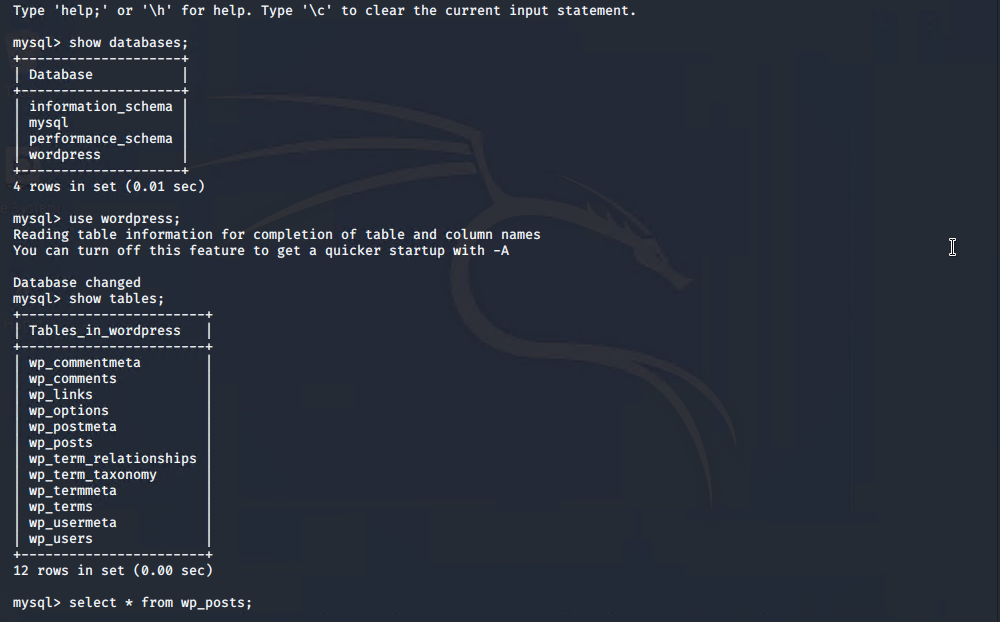 Type 'help;' or '\h' for help. Type '\c' to clear the current input statement.
mysql> show databases;
+--------------------+
| Database           |
+--------------------+
| information_schema |
| mysql              |
| performance_schema |
| wordpress          |
+--------------------+
4 rows in set (0.01 sec)
mysql> use wordpress;
Reading table information for completion of table and column names
You can turn off this feature to get a quicker startup with -A
Database changed
mysql> show tables;
+-----------------------+
| Tables_in_wordpress   |
+-----------------------+
| wp_commentmeta        |
| wp_comments           |
| wp_links              |
| wp_options            |
| wp_postmeta           |
| wp_posts              |
| wp_term_relationships |
| wp_term_taxonomy      |
| wp_termmeta           |
| wp_terms              |
| wp_usermeta           |
| wp_users              |
+-----------------------+
12 rows in set (0.00 sec)
mysql> select * from wp_posts;